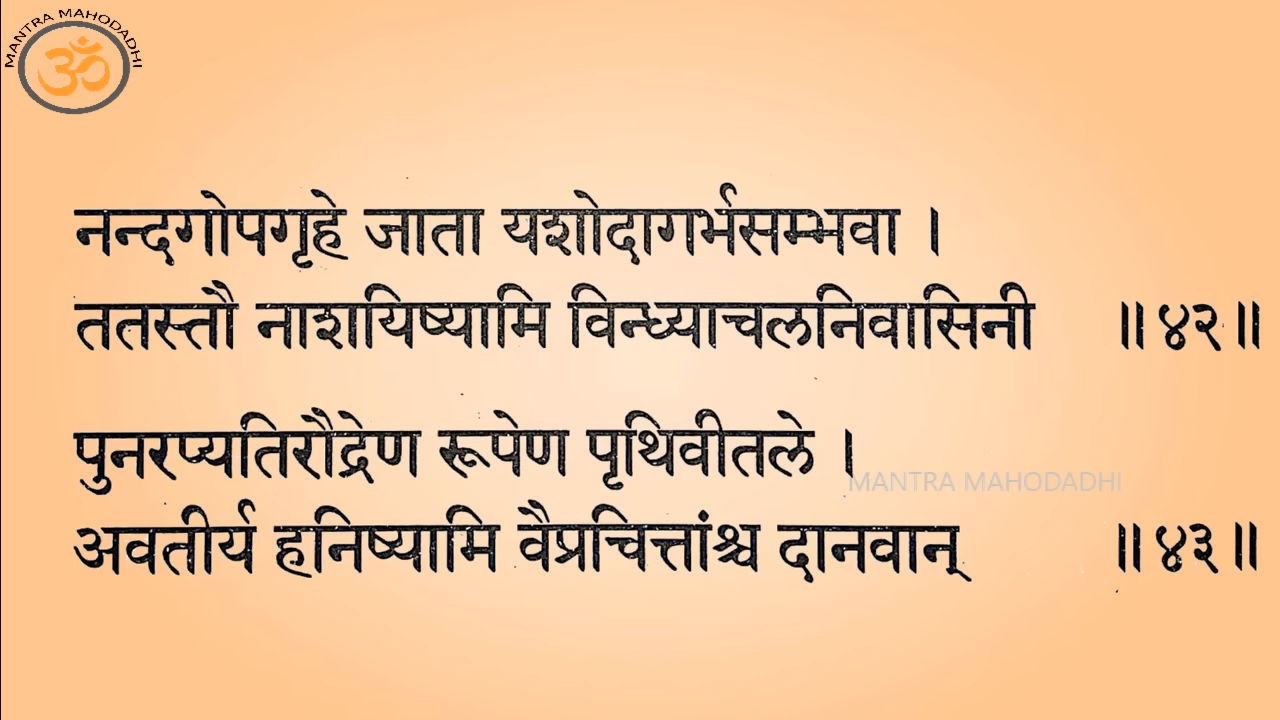 MANTRA MAHODADHI
ॐ
नन्दगोपगृहे जाता यशोदागर्भसम्भवा ।
ततस्तौ नाशयिष्यामि विन्ध्याचलनिवासिनी ॥ ४२ ॥
पुनरप्यतिरौद्रेण रूपेण पृथिवीतले ।
MANTRA MAHODADHI
अवतीर्य हनिष्यामि वैप्रचित्तांश्च दानवान् ॥ ४३ ॥